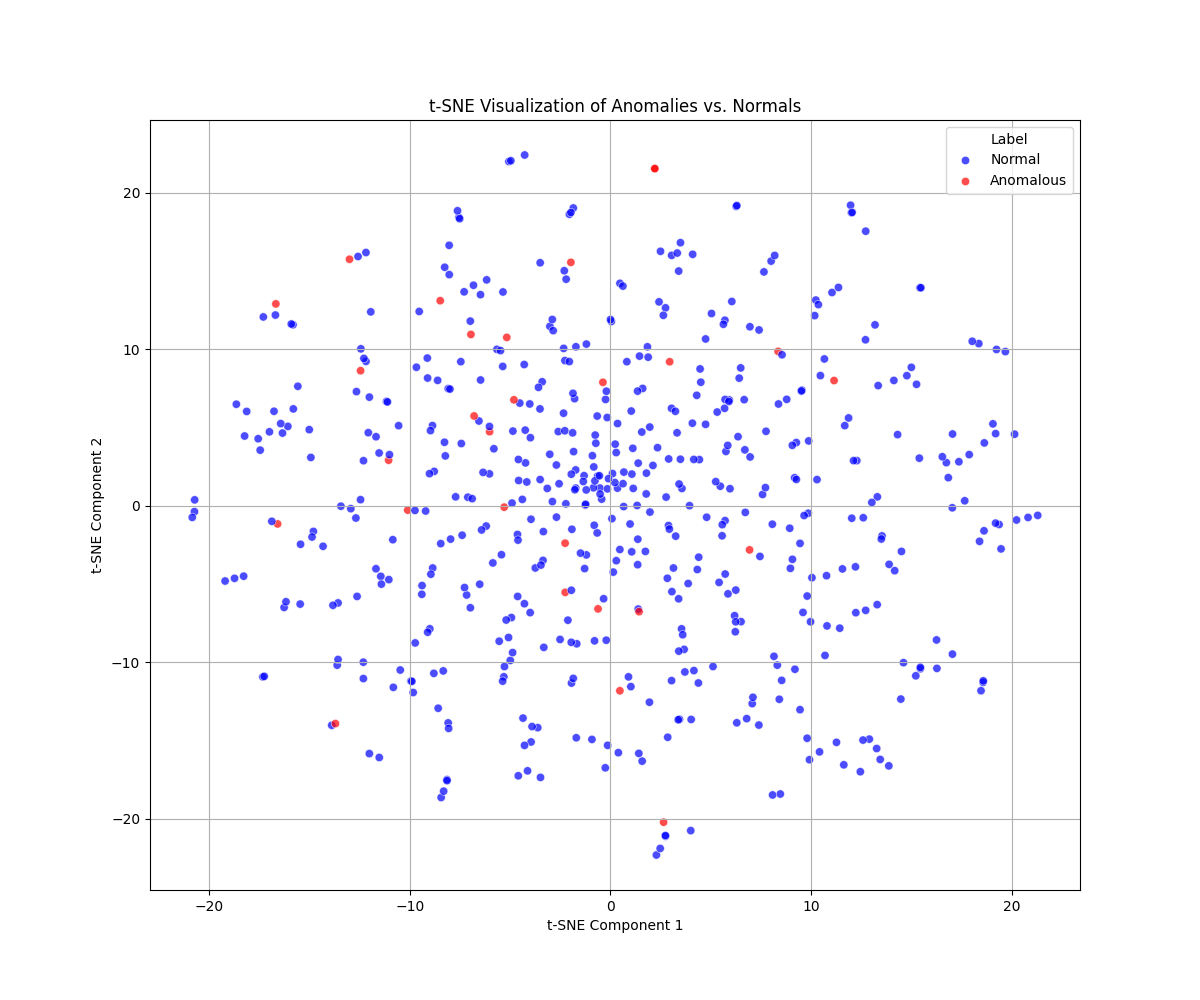 t-SNE Visualization of Anomalies vs. Normals
Label
Normal
Anomalous
20
10
0
−10
−20
t-SNE Component 2
−20
−10
0
10
20
t-SNE Component 1